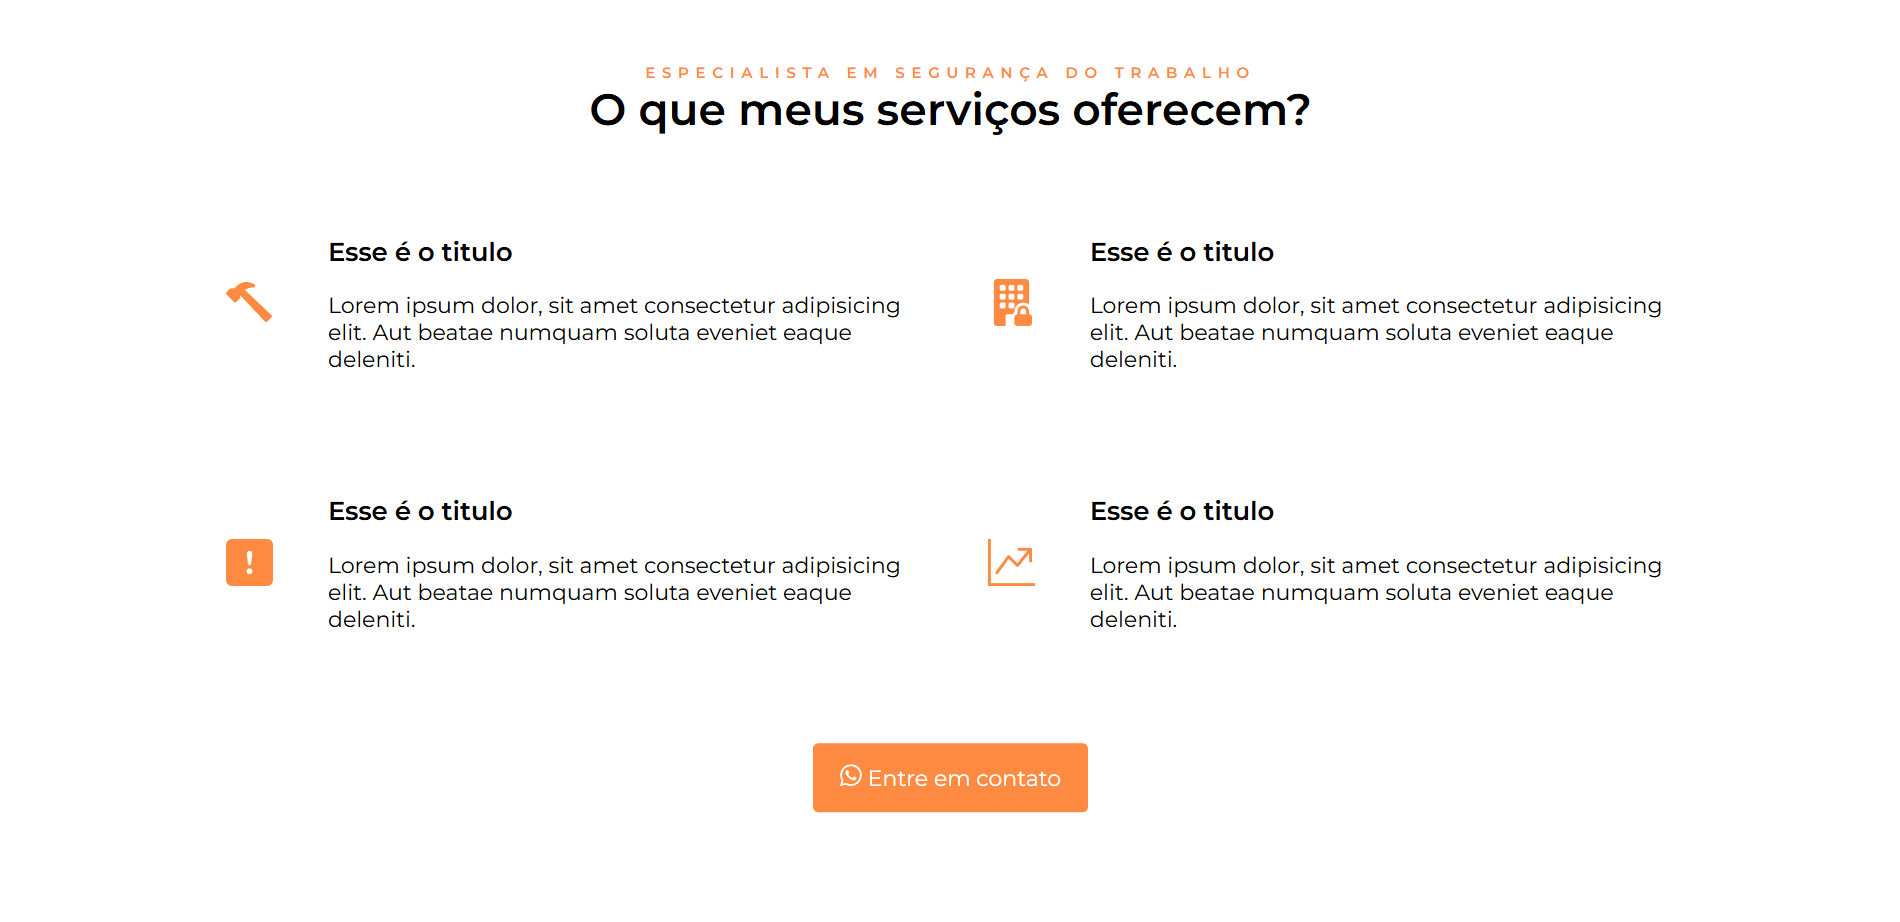 ESPECIALISTA EM SEGURANÇA DO TRABALHO
O que meus serviços oferecem?
Esse é o titulo
Lorem ipsum dolor, sit amet consectetur adipisicing
elit. Aut beatae numquam soluta eveniet eaque
deleniti.
Esse é o titulo
Lorem ipsum dolor, sit amet consectetur adipisicing
elit. Aut beatae numquam soluta eveniet eaque
deleniti.
Esse é o titulo
Lorem ipsum dolor, sit amet consectetur adipisicing
elit. Aut beatae numquam soluta eveniet eaque
deleniti.
Esse é o titulo
Lorem ipsum dolor, sit amet consectetur adipisicing
elit. Aut beatae numquam soluta eveniet eaque
deleniti.
Entre em contato